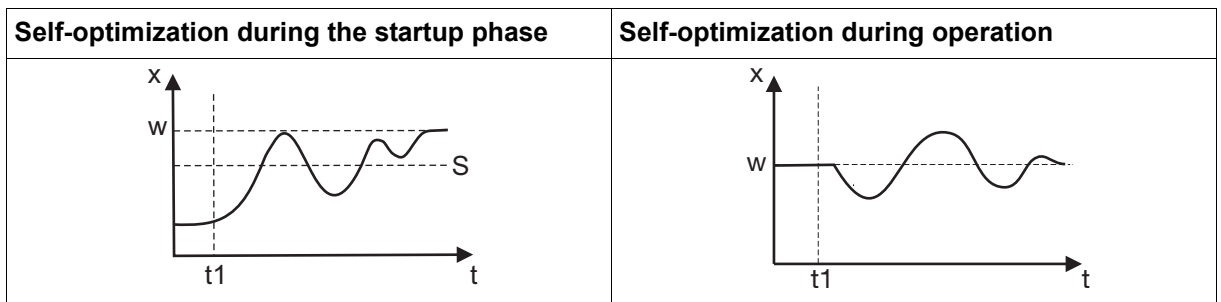 Self-optimization during the startup phase
Self-optimization during operation
x
w
S
t1
t
x
w
t1
t